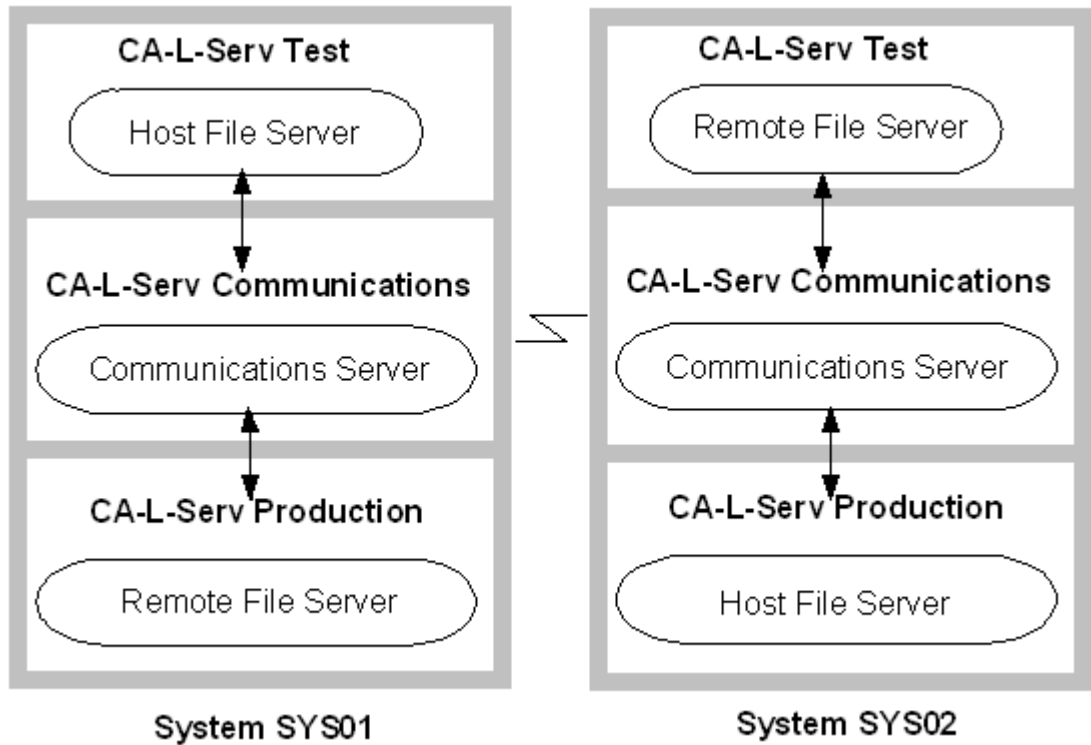 CA-L-Serv Test
Host File Server
CA-L-Serv Communications
Communications Server
CA-L-Serv Production
Remote File Server
System SYS01
CA-L-Serv Test
Remote File Server
CA-L-Serv Communications
Communications Server
CA-L-Serv Production
Host File Server
System SYS02